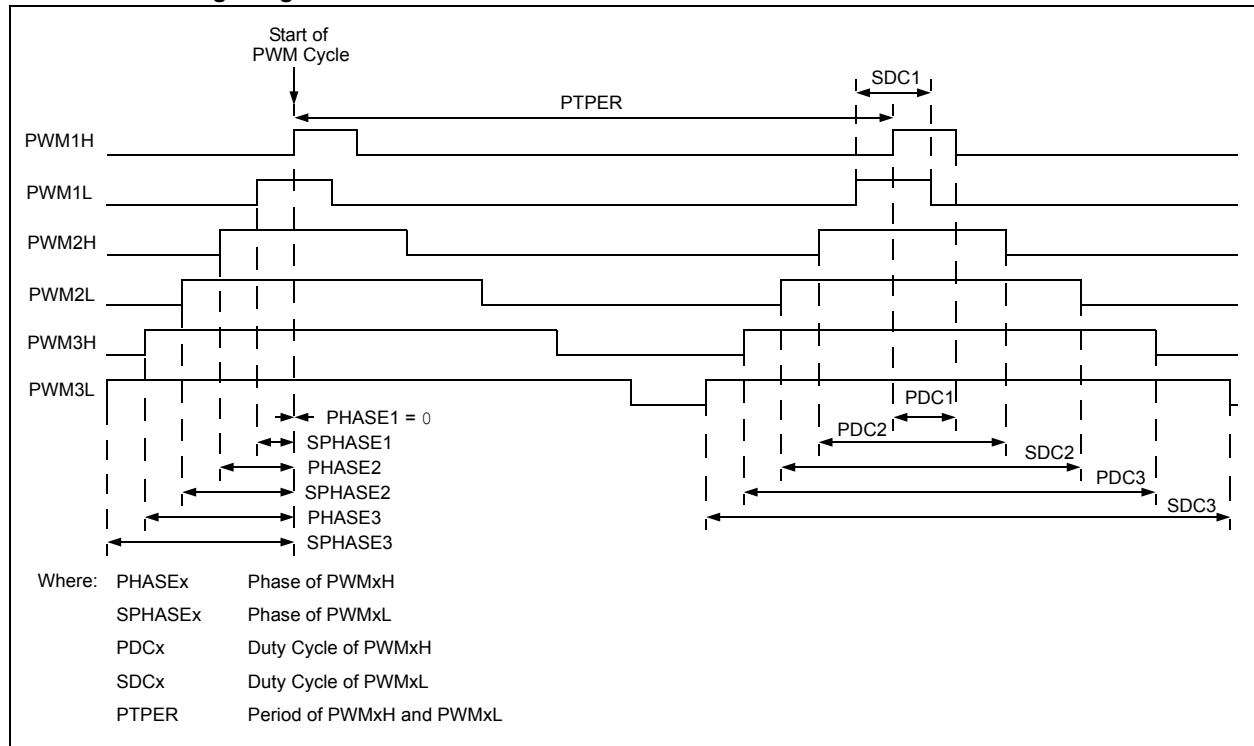 Start of
PWM Cycle
SDC1
PTPER
PWM1H
PWM1L
PWM2H
PWM2L
PWM3H
PWM3L
PDC1
PHASE1 = 0
PDC2
SPHASE1
SDC2
PHASE2
PDC3
SPHASE2
SDC3
PHASE3
SPHASE3
Where: PHASEx Phase of PWMxH
SPHASEx Phase of PWMxL
PDCx Duty Cycle of PWMxH
SDCx Duty Cycle of PWMxL
PTPER Period of PWMxH and PWMxL